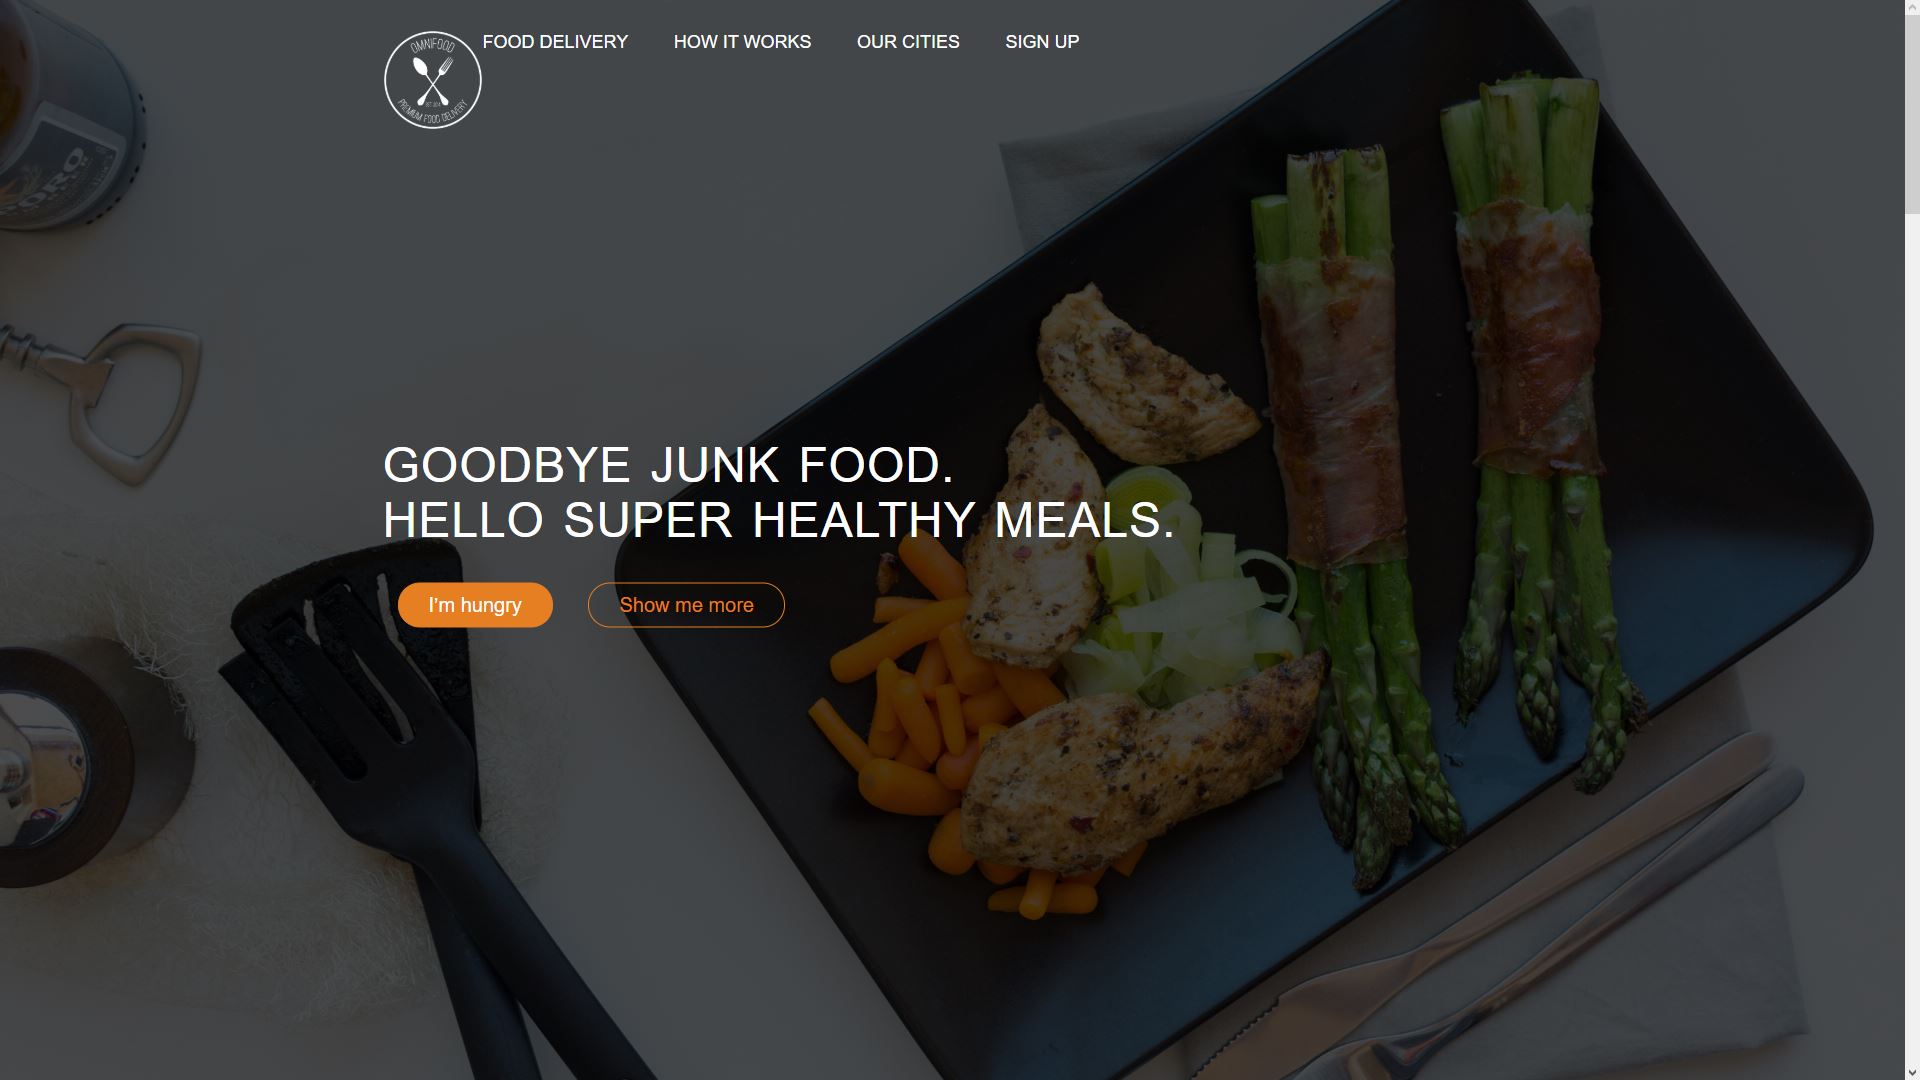 OMNIFOOD
PREMIUM FOOD DELIVERY
FOOD DELIVERY
HOW IT WORKS
OUR CITIES
SIGN UP
GOODBYE JUNK FOOD.
HELLO SUPER HEALTHY MEALS.
I'm hungry
Show me more